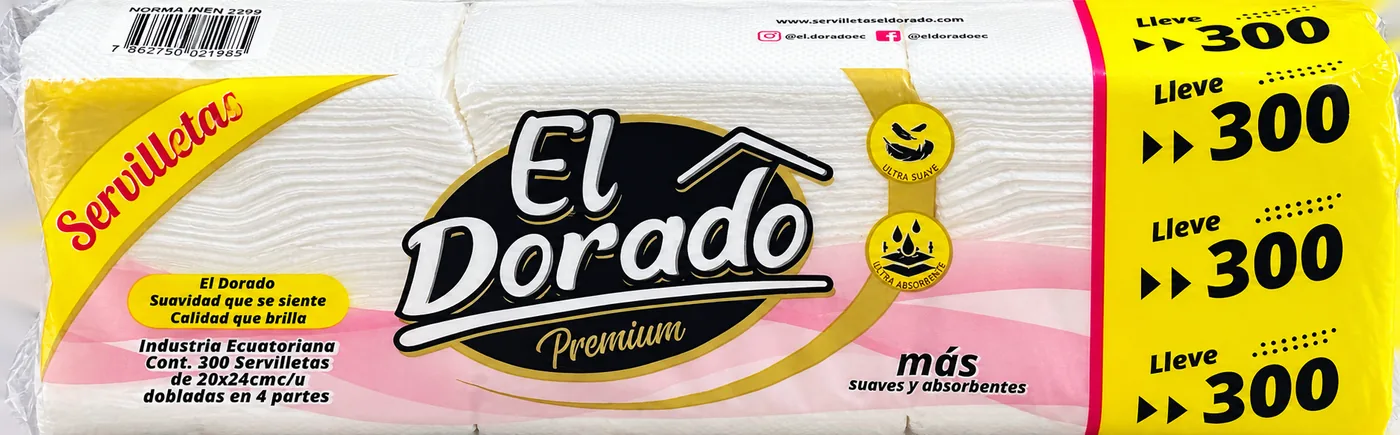 NORMA INEN 2299
7 862750 021985
Servilletas
El Dorado
Suavidad que se siente
Calidad que brilla
Industria Ecuatoriana
Cont. 300 Servilletas
de 20x24cmc/u
dobladas en 4 partes
www.servilletaseldorado.com
@el.doradoec @eldoradoec
El
Dorado
Premium
ULTRA SUAVE
ULTRA ABSORBENTE
más
suaves y absorbentes
Lleve
300
Lleve
300
Lleve
300
Lleve
300